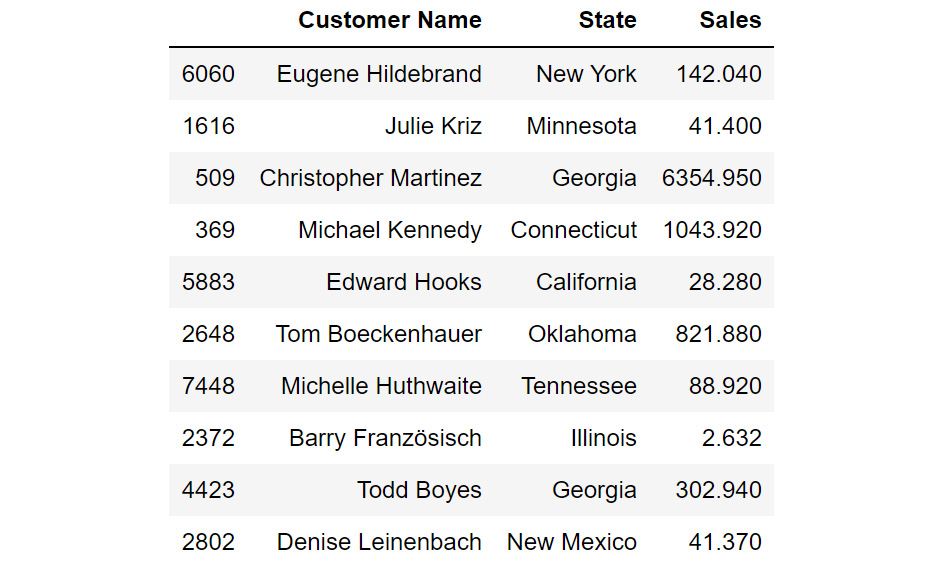 Customer Name State Sales
6060 Eugene Hildebrand New York 142.040
1616 Julie Kriz Minnesota 41.400
509 Christopher Martinez Georgia 6354.950
369 Michael Kennedy Connecticut 1043.920
5883 Edward Hooks California 28.280
2648 Tom Boeckenhauer Oklahoma 821.880
7448 Michelle Huthwaite Tennessee 88.920
2372 Barry Französisch Illinois 2.632
4423 Todd Boyes Georgia 302.940
2802 Denise Leinenbach New Mexico 41.370